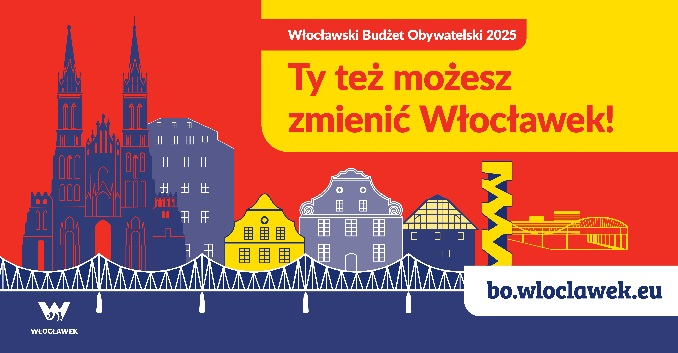 Włocławski Budżet Obywatelski 2025
Ty też możesz
zmienić Włocławek!
bo.wloclawek.eu
WŁOCŁAWEK